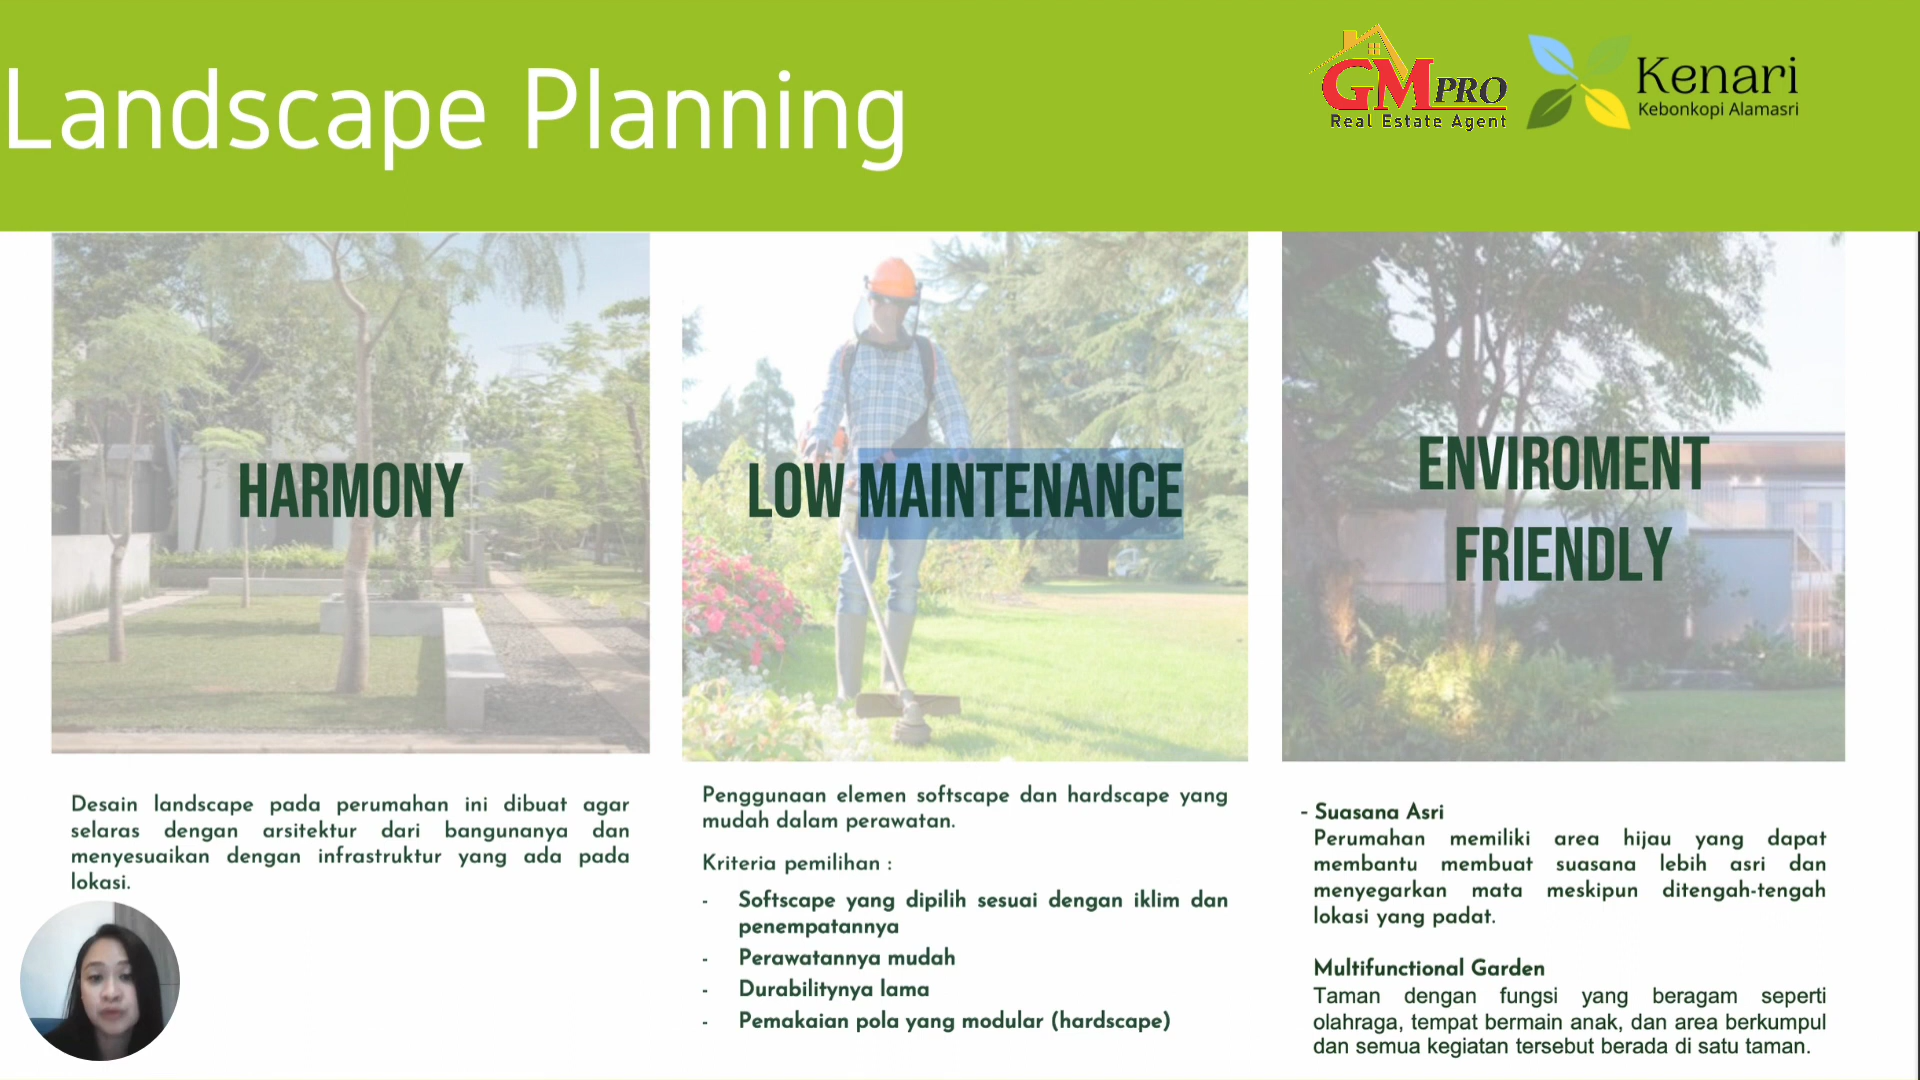 Landscape Planning
GM PRO
Real Estate Agent
Kenari
Kebonkopi Alamasri
HARMONY
Desain landscape pada perumahan ini dibuat agar
selaras dengan arsitektur dari bangunanya dan
menyesuaikan dengan infrastruktur yang ada pada
lokasi.
LOW MAINTENANCE
Penggunaan elemen softscape dan hardscape yang
mudah dalam perawatan.
Kriteria pemilihan :
- Softscape yang dipilih sesuai dengan iklim dan
penempatannya
- Perawatannya mudah
- Durabilitynya lama
- Pemakaian pola yang modular (hardscape)
ENVIROMENT
FRIENDLY
- Suasana Asri
Perumahan memiliki area hijau yang dapat
membantu membuat suasana lebih asri dan
menyegarkan mata meskipun ditengah-tengah
lokasi yang padat.
Multifunctional Garden
Taman dengan fungsi yang beragam seperti
olahraga, tempat bermain anak, dan area berkumpul
dan semua kegiatan tersebut berada di satu taman.